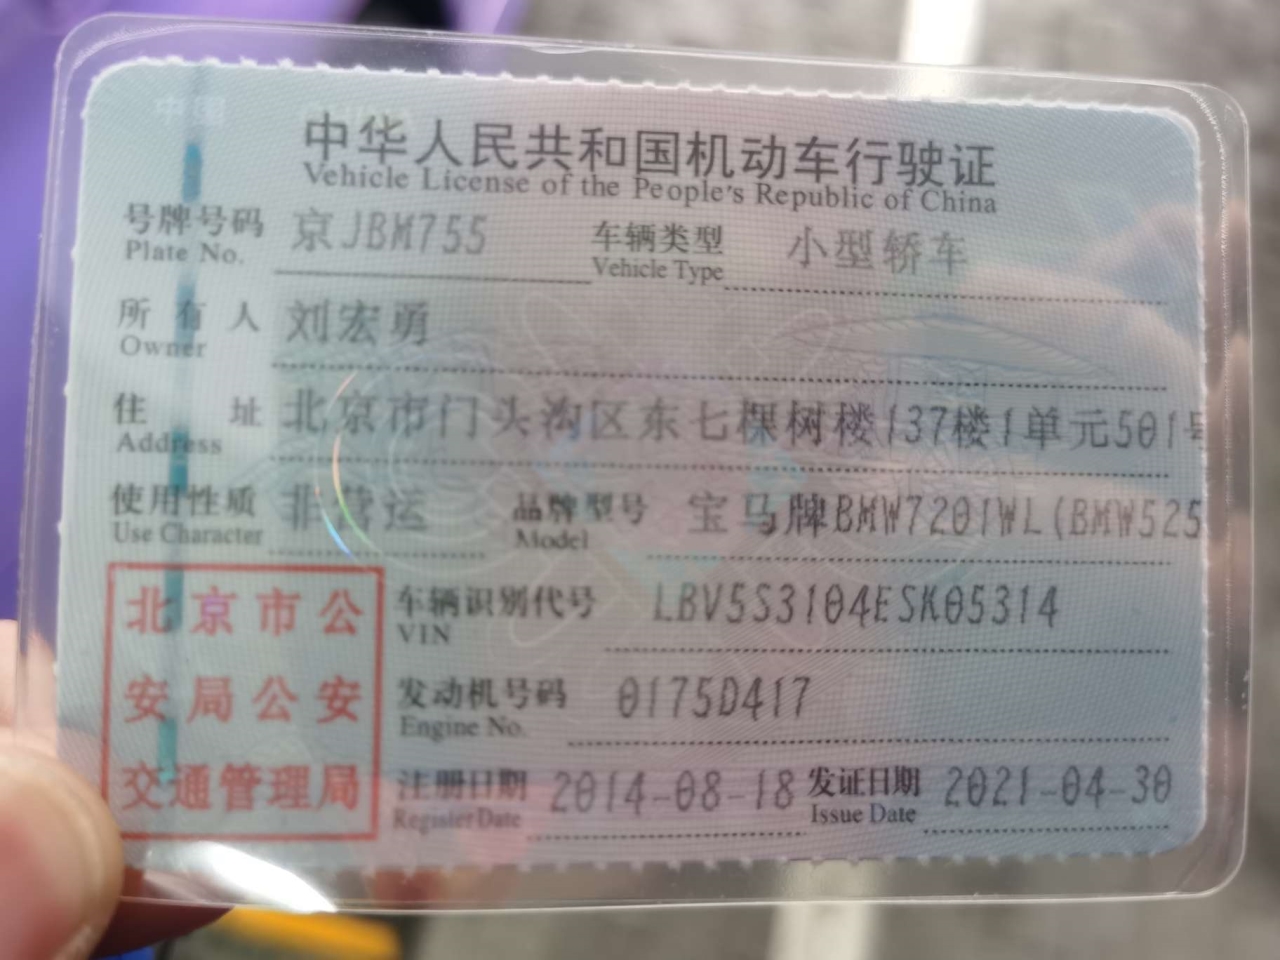 中华人民共和国机动车行驶证
Vehicle License of the People's Republic of China
号牌号码 京JBM755 车辆类型 小型轿车
Plate No. Vehicle Type
所有人 刘宏勇
Owner
住址 北京市门头沟区东七棵树楼137楼1单元501号
Address
使用性质 非营运 品牌型号 宝马牌BMW7201WL(BMW525
Use Character Model
北京市公
安局公安
交通管理局
车辆识别代号 LBV5S3104ESK05314
VIN
发动机号码 0175D417
Engine No.
注册日期 2014-08-18 发证日期 2021-04-30
Register Date Issue Date